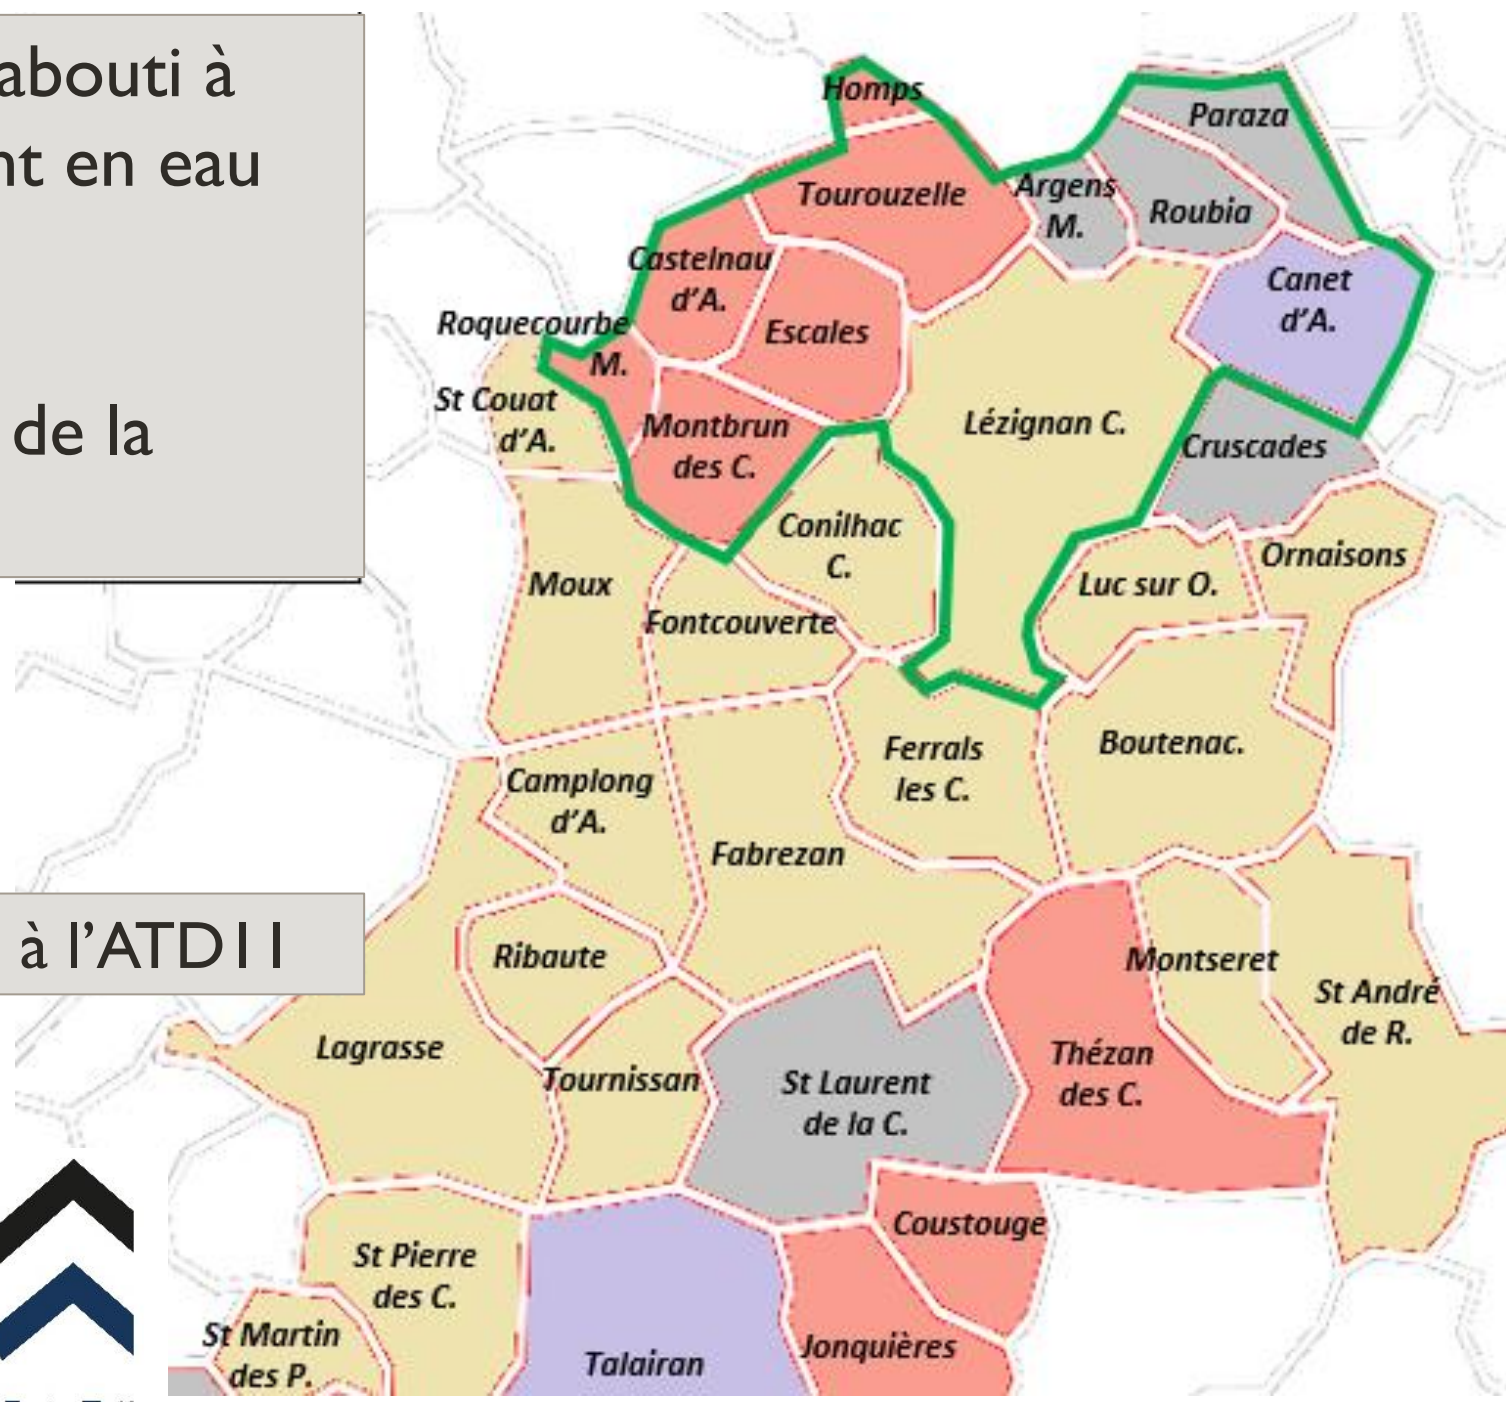 abouti à
nt en eau
de la
à l'ATD11
Homps
Paraza
Tourouzelle
Argens
M.
Roubia
Castelnau
d'A.
Canet
d'A.
Roquecourbe
M.
Escales
St Couat
d'A.
Montbrun
des C.
Lézignan C.
Cruscades
Conilhac
C.
Moux
Fontcouverte
Luc sur O.
Ornaisons
Camplong
d'A.
Ferrals
les C.
Boutenac.
Fabrezan
Ribaute
Montseret
St André
de R.
Lagrasse
Tournissan
St Laurent
de la C.
Thézan
des C.
St Pierre
des C.
Coustouge
St Martin
des P.
Talairan
Jonquières